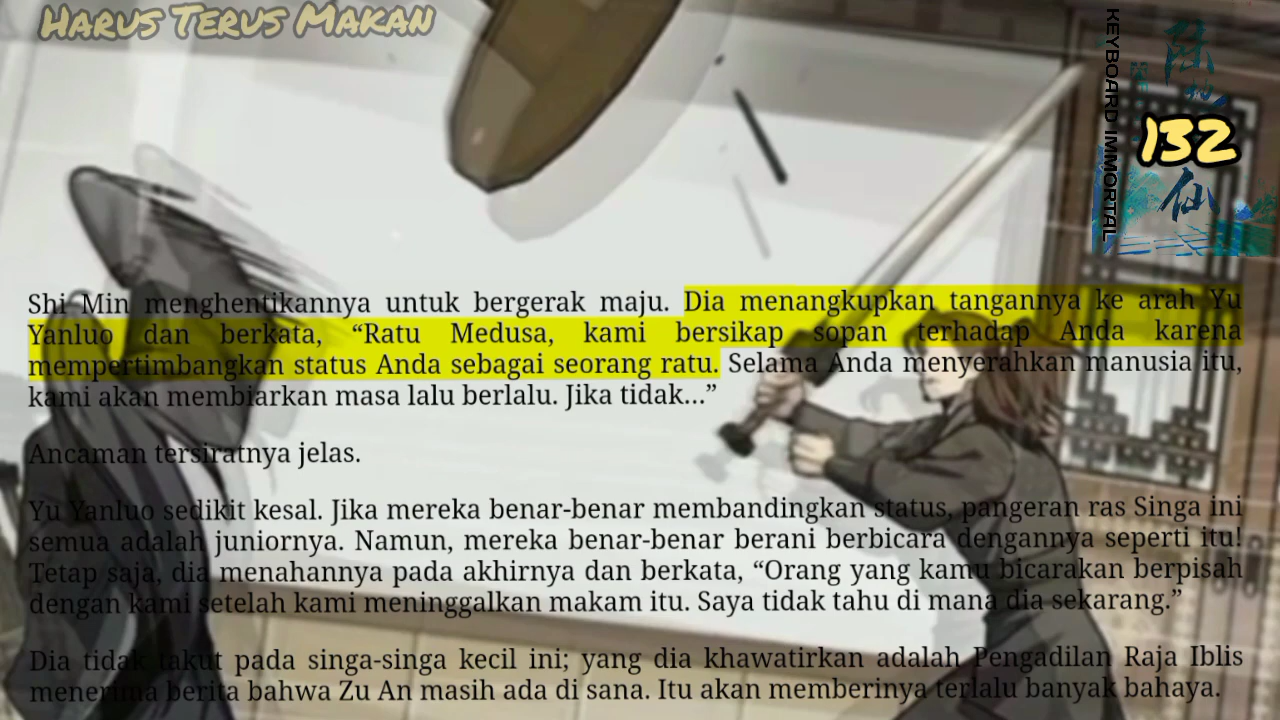 Harus Terus Makan
KEYBOARD IMMORTAL
132
仙
Shi Min menghentikannya untuk bergerak maju. Dia menangkupkan tangannya ke arah Yu
Yanluo dan berkata, “Ratu Medusa, kami bersikap sopan terhadap Anda karena
mempertimbangkan status Anda sebagai seorang ratu. Selama Anda menyerahkan manusia itu,
kami akan membiarkan masa lalu berlalu. Jika tidak...”
Ancaman tersiratnya jelas.
Yu Yanluo sedikit kesal. Jika mereka benar-benar membandingkan status, pangeran ras Singa ini
semua adalah juniornya. Namun, mereka benar-benar berani berbicara dengannya seperti itu!
Tetap saja, dia menahannya pada akhirnya dan berkata, “Orang yang kamu bicarakan berpisah
dengan kami setelah kami meninggalkan makam itu. Saya tidak tahu di mana dia sekarang.”
Dia tidak takut pada singa-singa kecil ini; yang dia khawatirkan adalah Pengadilan Raja Iblis
menerima berita bahwa Zu An masih ada di sana. Itu akan memberinya terlalu banyak bahaya.